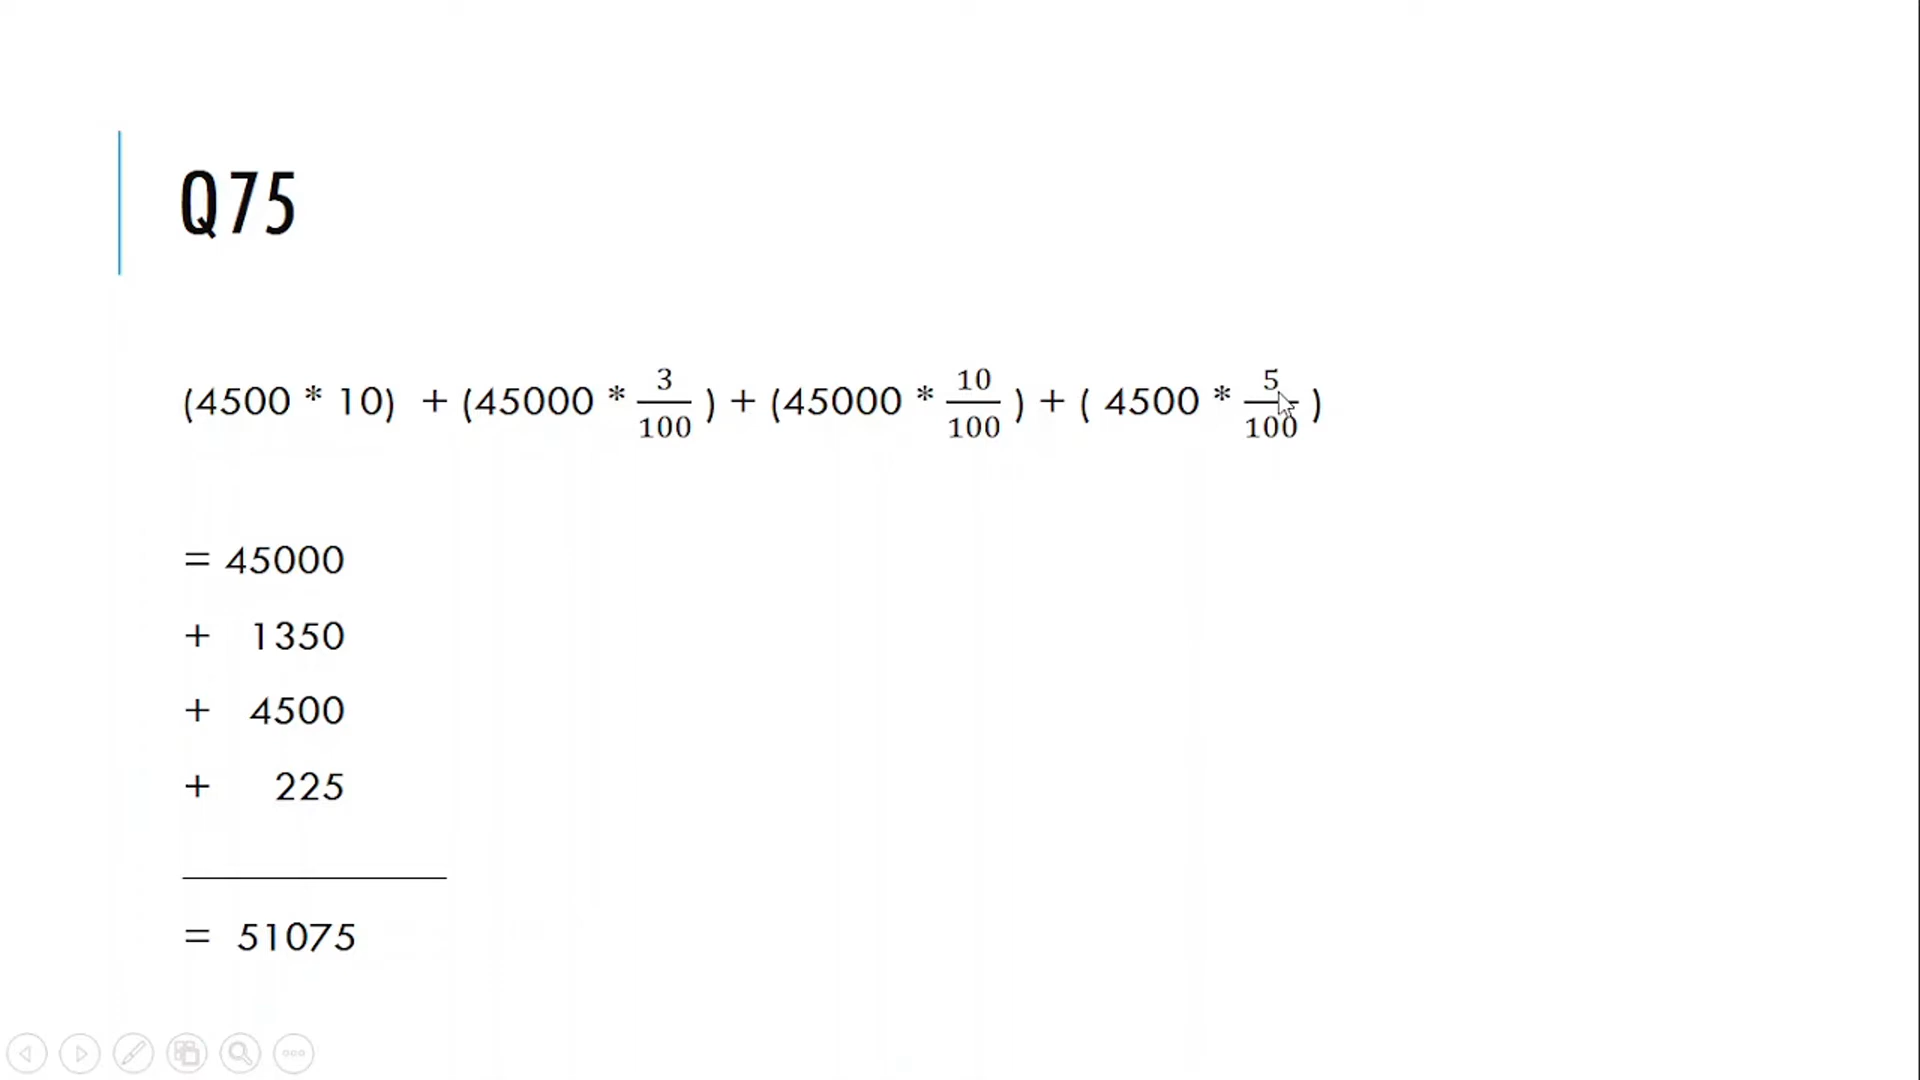 Q75
(4500 * 10) + (45000 * 3/100 ) + (45000 * 10/100 ) + ( 4500 * 5/100 )
= 45000
+ 1350
+ 4500
+ 225
= 51075